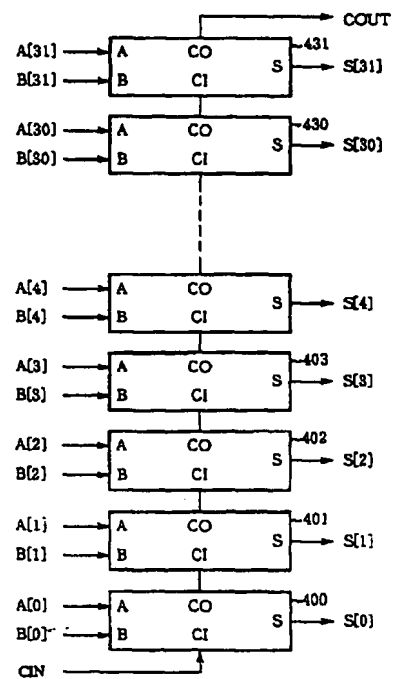 COUT
431
A[31] A CO S S[31]
B[31] B CI
430
A[30] A CO S S[30]
B[30] B CI
A[4] A CO S S[4]
B[4] B CI
403
A[3] A CO S S[3]
B[3] B CI
402
A[2] A CO S S[2]
B[2] B CI
401
A[1] A CO S S[1]
B[1] B CI
400
A[0] A CO S S[0]
B[0] B CI
CIN